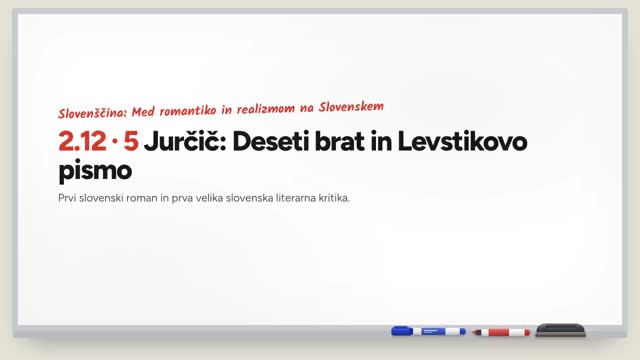 Slovenščina: Med romantiko in realizmom na Slovenskem
2.12 · 5 Jurčič: Deseti brat in Levstikovo
pismo
Prvi slovenski roman in prva velika slovenska literarna kritika.